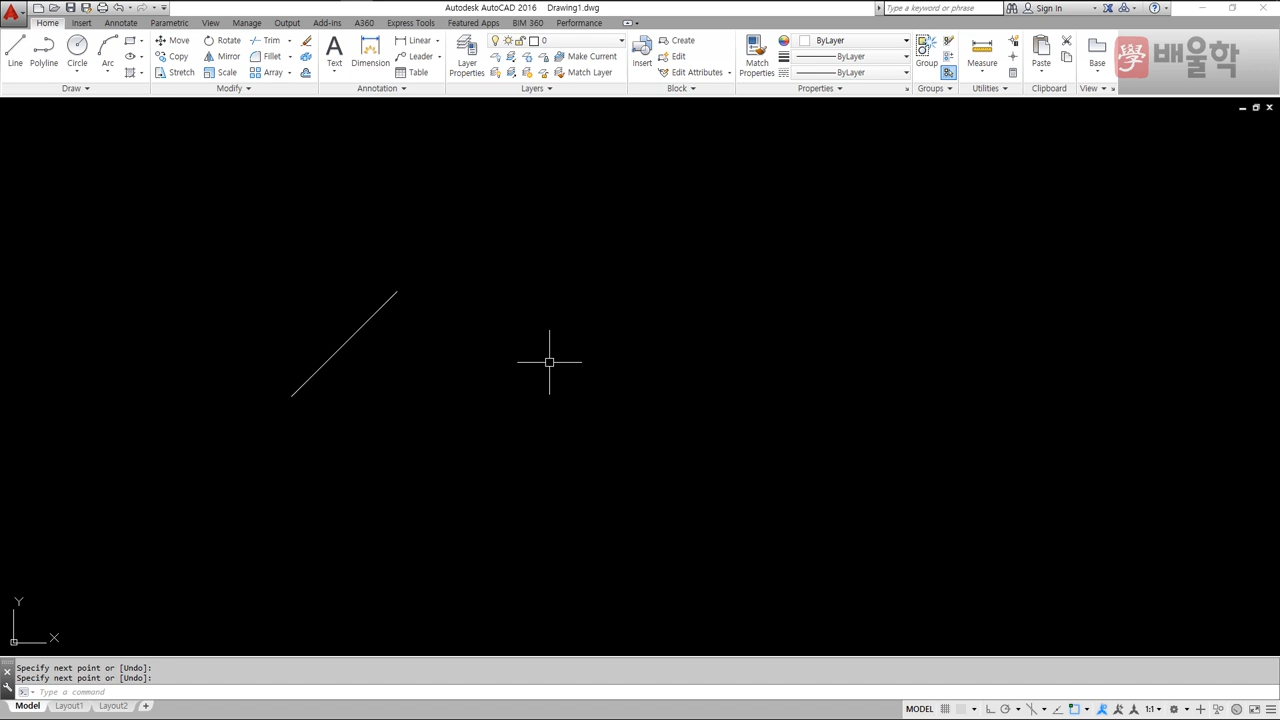 Autodesk AutoCAD 2016 Drawing1.dwg
Type a keyword or phrase
Sign In
Home Insert Annotate Parametric View Manage Output Add-ins A360 Express Tools Featured Apps BIM 360 Performance
Line Polyline Circle Arc
Move Rotate Trim
Copy Mirror Fillet
Stretch Scale Array
Text Dimension
Linear
Leader
Table
Layer Properties
0
Make Current
Match Layer
Insert
Create
Edit
Edit Attributes
Match Properties
ByLayer
ByLayer
ByLayer
Group
Measure
Paste
Base
學 배울학
Draw Modify Annotation Layers Block Properties Groups Utilities Clipboard View
Y
X
Specify next point or [Undo]:
Specify next point or [Undo]:
Type a command
Model Layout1 Layout2 +
MODEL 1:1